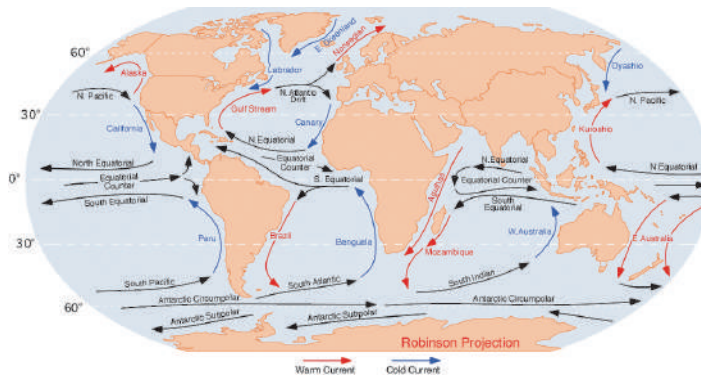 60°
30°
0°
30°
60°
Alaska
N. Pacific
California
North Equatorial
Equatorial
Counter
South Equatorial
Peru
South Pacific
Antarctic Circumpolar
Antarctic Subpolar
Labrador
E. Greenland
Norwegian
N. Atlantic
Drift
Gulf Stream
Canary
N. Equatorial
Equatorial
Counter
S. Equatorial
Brazil
Benguela
South Atlantic
Antarctic Subpolar
Agulhas
Mozambique
N. Equatorial
Equatorial Counter
South
Equatorial
W. Australia
South Indian
Antarctic Circumpolar
Oyashio
N. Pacific
Kuroshio
N. Equatorial
E. Australia
Robinson Projection
Warm Current
Cold Current